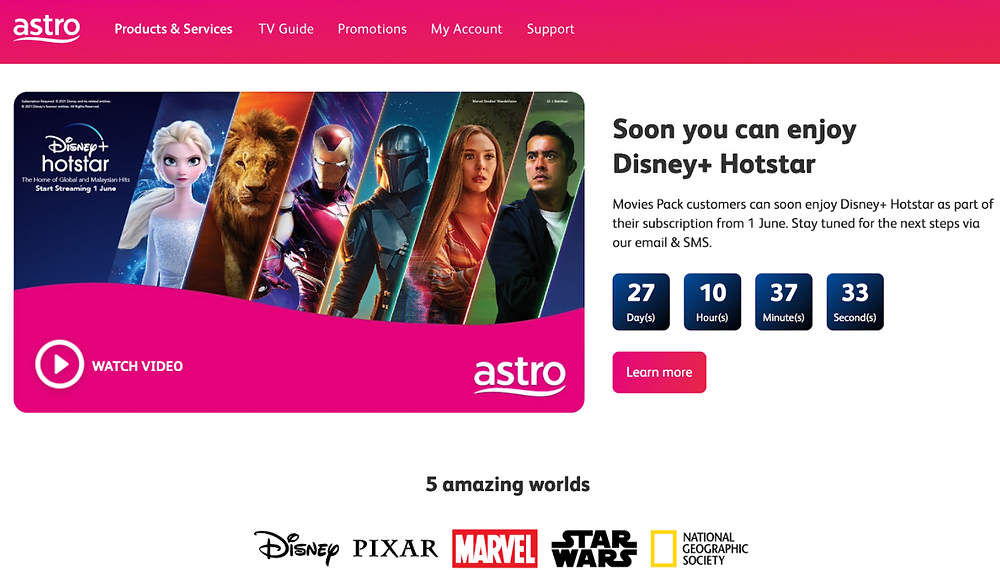 astro
Products & Services
TV Guide
Promotions
My Account
Support
Subscription Required. © 2021 Disney and its related entities.
© 2021 Disney's licensor entities. All Rights Reserved.
Marvel Studios' WandaVision
J2: J Retribusi
Disney+
hotstar
The Home of Global and Malaysian Hits
Start Streaming 1 June
WATCH VIDEO
astro
Soon you can enjoy
Disney+ Hotstar
Movies Pack customers can soon enjoy Disney+ Hotstar as part of
their subscription from 1 June. Stay tuned for the next steps via
our email & SMS.
27
Day(s)
10
Hour(s)
37
Minute(s)
33
Second(s)
Learn more
5 amazing worlds
Disney
PIXAR
MARVEL
STAR
WARS
NATIONAL
GEOGRAPHIC
SOCIETY